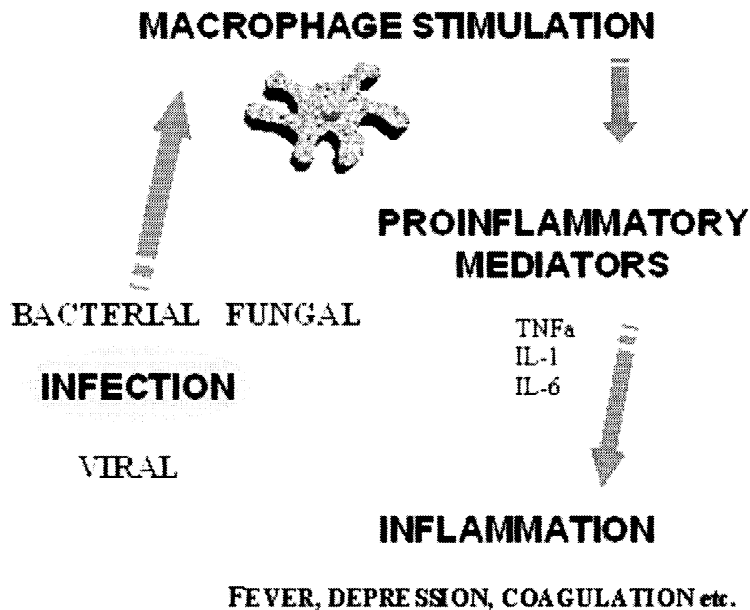 MACROPHAGE STIMULATION
PROINFLAMMATORY
MEDIATORS
BACTERIAL FUNGAL
TNFa
IL-1
IL-6
INFECTION
VIRAL
INFLAMMATION
FEVER, DEPRESSION, COAGULATION etc.